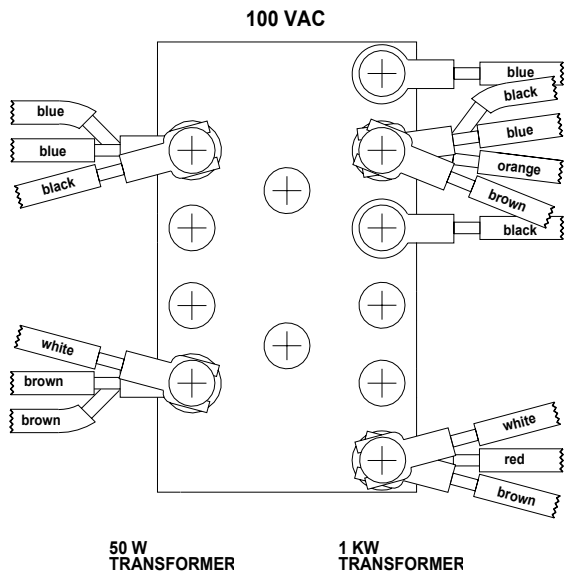 100 VAC
blue
blue
black
white
brown
brown
blue
black
blue
orange
brown
black
white
red
brown
50 W
TRANSFORMER
1 KW
TRANSFORMER